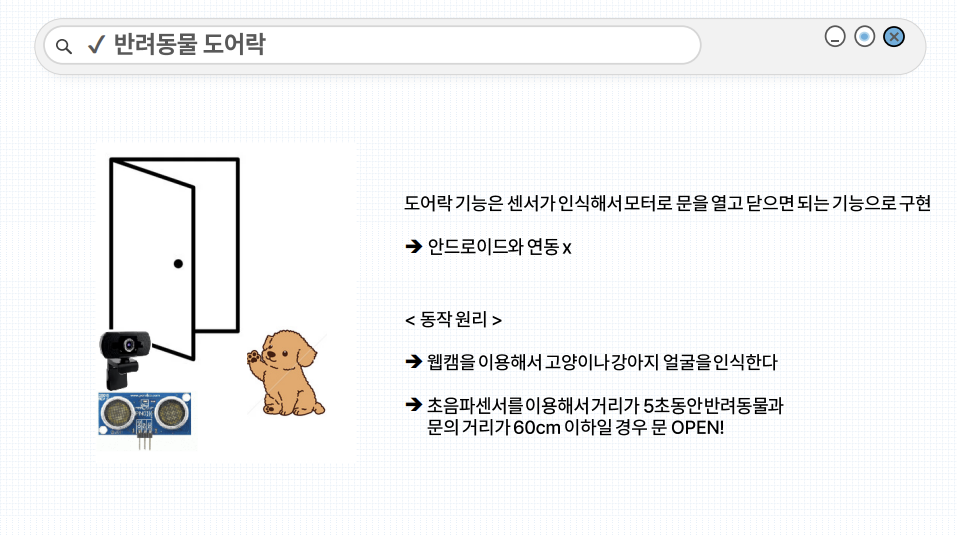 ✓ 반려동물 도어락
도어락 기능은 센서가 인식해서 모터로 문을 열고 닫으면 되는 기능으로 구현
➔ 안드로이드와 연동 x
< 동작 원리 >
➔ 웹캠을 이용해서 고양이나 강아지 얼굴을 인식한다
➔ 초음파센서를 이용해서 거리가 5초동안 반려동물과
문의 거리가 60cm 이하일 경우 문 OPEN!